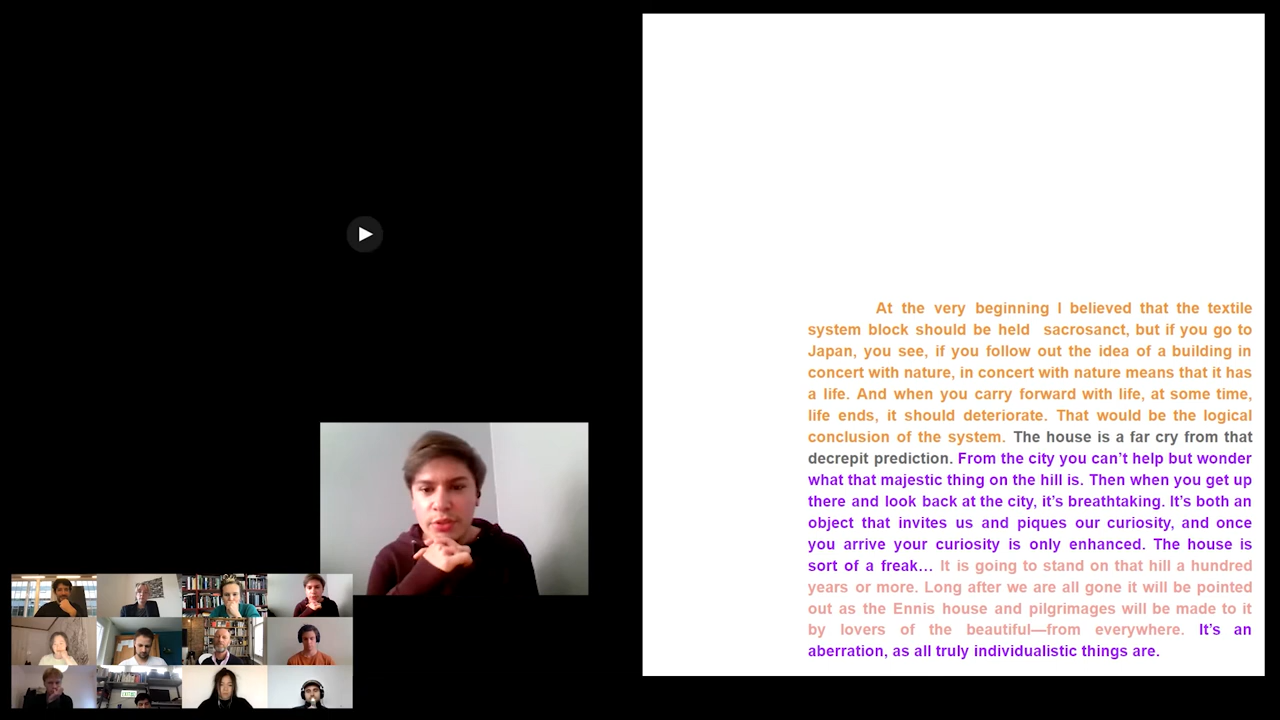 At the very beginning I believed that the textile
system block should be held sacrosanct, but if you go to
Japan, you see, if you follow out the idea of a building in
concert with nature, in concert with nature means that it has
a life. And when you carry forward with life, at some time,
life ends, it should deteriorate. That would be the logical
conclusion of the system. The house is a far cry from that
decrepit prediction. From the city you can’t help but wonder
what that majestic thing on the hill is. Then when you get up
there and look back at the city, it’s breathtaking. It’s both an
object that invites us and piques our curiosity, and once
you arrive your curiosity is only enhanced. The house is
sort of a freak… It is going to stand on that hill a hundred
years or more. Long after we are all gone it will be pointed
out as the Ennis house and pilgrimages will be made to it
by lovers of the beautiful—from everywhere. It’s an
aberration, as all truly individualistic things are.